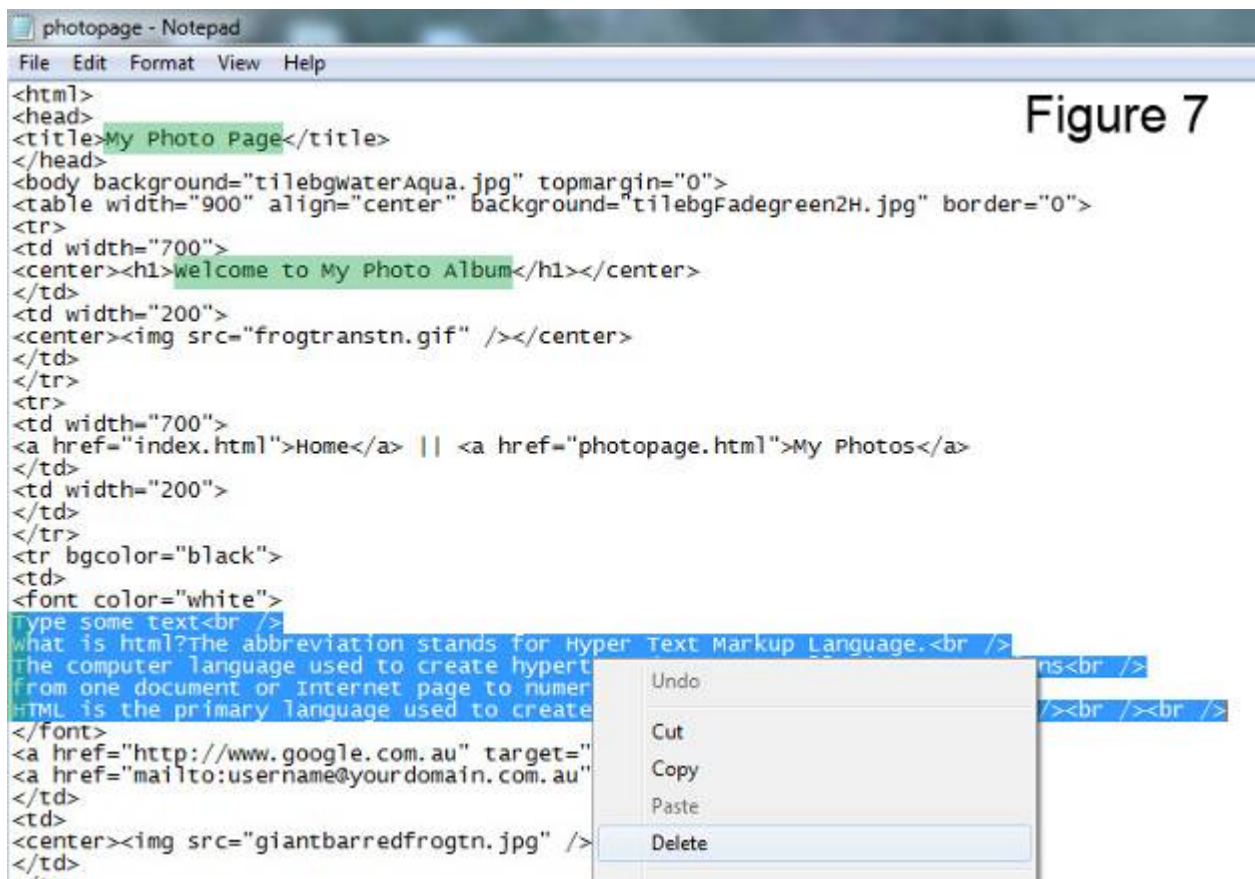 photopage - Notepad
File Edit Format View Help
Figure 7
<html>
<head>
<title>My Photo Page</title>
</head>
<body background="tilebgwaterAqua.jpg" topmargin="0">
<table width="900" align="center" background="tilebgFadegreen2H.jpg" border="0">
<tr>
<td width="700">
<center><h1>Welcome to My Photo Album</h1></center>
</td>
<td width="200">
<center><img src="frogtranstn.gif" /></center>
</td>
</tr>
<tr>
<td width="700">
<a href="index.html">Home</a> || <a href="photopage.html">My Photos</a>
</td>
<td width="200">
</td>
</tr>
<tr bgcolor="black">
<td>
<font color="white">
Type some text<br />
What is html?The abbreviation stands for Hyper Text Markup Language.<br />
The computer language used to create hypert ns<br />
from one document or Internet page to numer
HTML is the primary language used to create /><br /><br />
</font>
<a href="http://www.google.com.au" target="
<a href="mailto:username@yourdomain.com.au"
</td>
<td>
<center><img src="giantbarredfrogtn.jpg" />
</td>
Undo
Cut
Copy
Paste
Delete